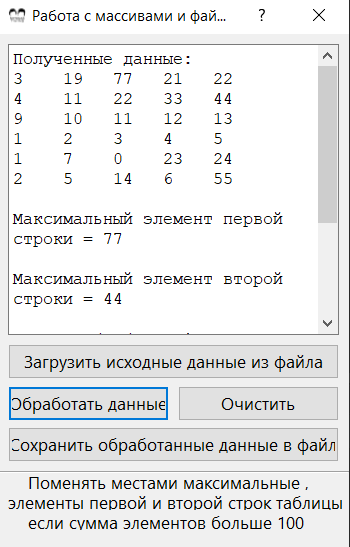 Работа с массивами и фай... ? ×
Полученные данные:
3 19 77 21 22
4 11 22 33 44
9 10 11 12 13
1 2 3 4 5
1 7 0 23 24
2 5 14 6 55
Максимальный элемент первой
строки = 77
Максимальный элемент второй
строки = 44
Загрузить исходные данные из файла
Обработать данные Очистить
Сохранить обработанные данные в файл
Поменять местами максимальные ,
элементы первой и второй строк таблицы
если сумма элементов больше 100